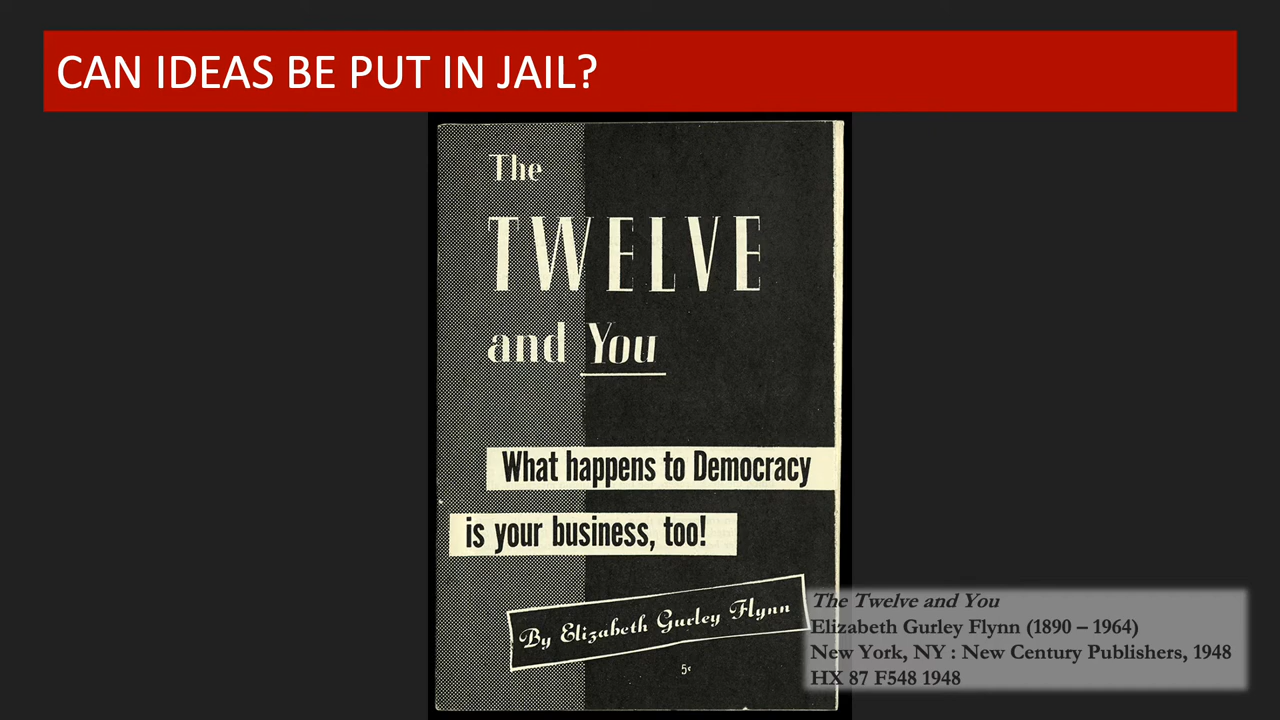 CAN IDEAS BE PUT IN JAIL?
The
TWELVE
and You
What happens to Democracy
is your business, too!
By Elizabeth Gurley Flynn
5¢
The Twelve and You
Elizabeth Gurley Flynn (1890 – 1964)
New York, NY : New Century Publishers, 1948
HX 87 F548 1948